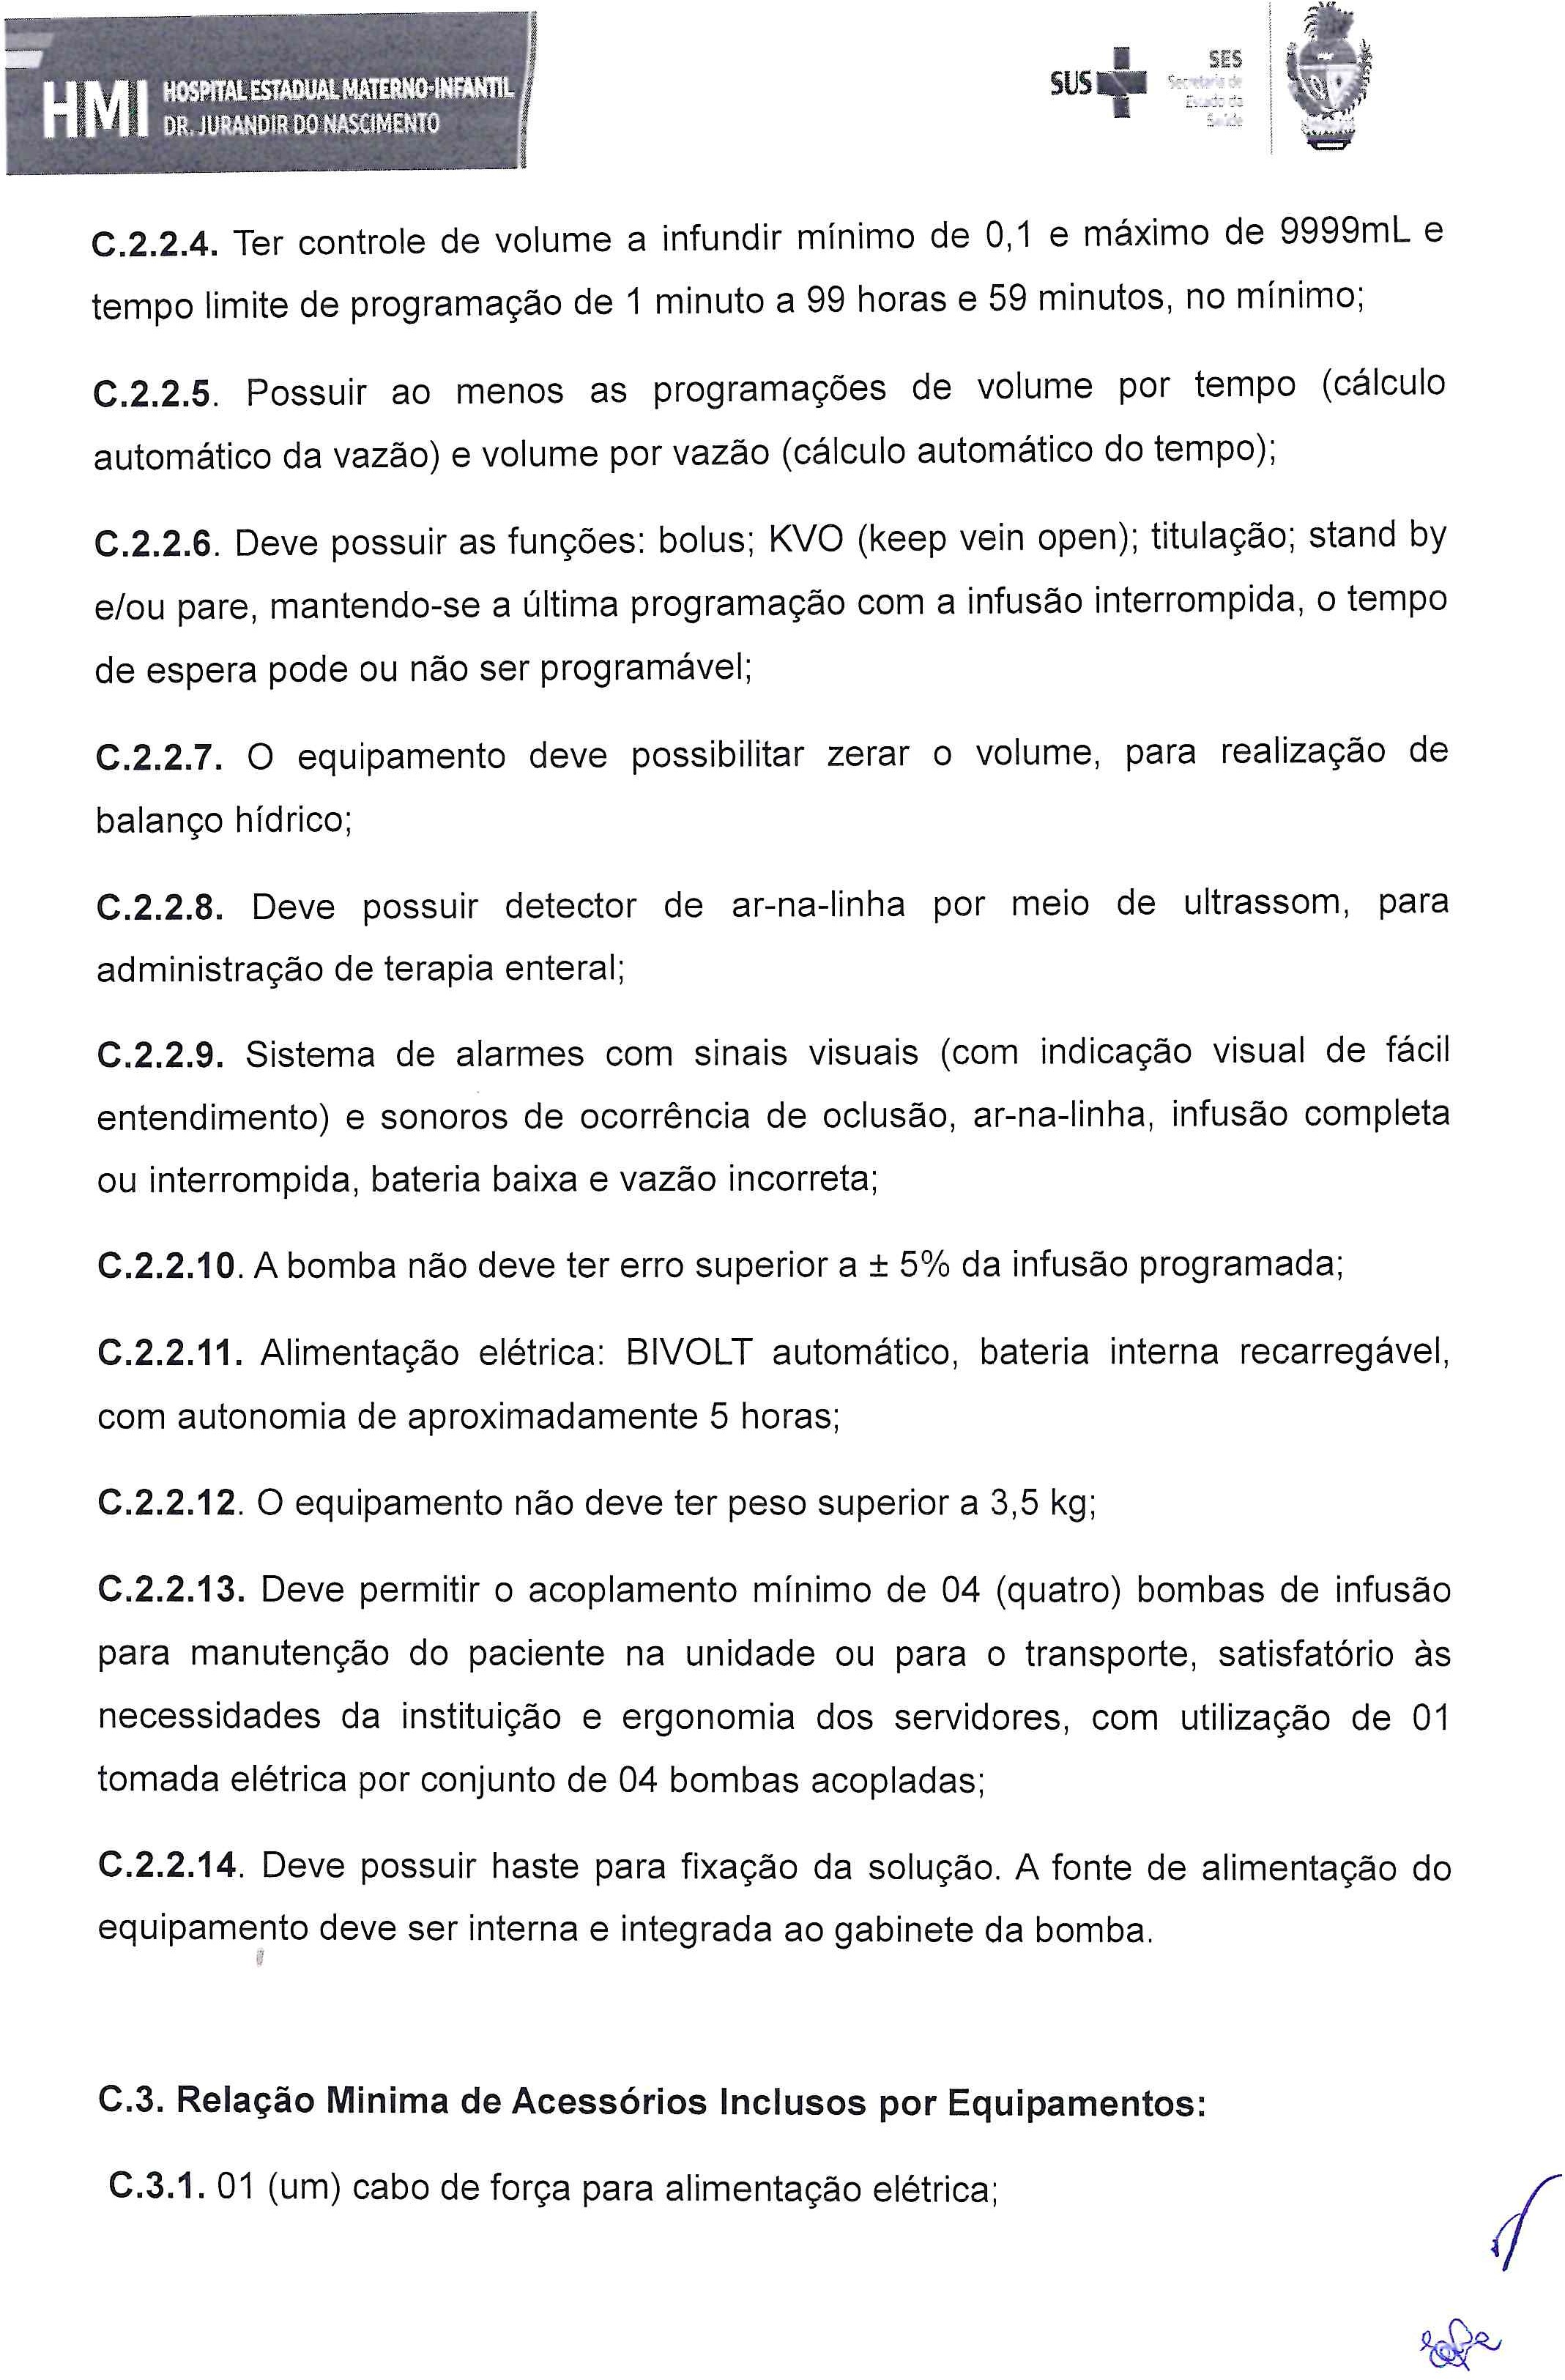 HMI HOSPITAL ESTADUAL MATERNO-INFANTIL
DR. JURANDIR DO NASCIMENTO
SUS
SES
Secretaria de
Estado da
Saúde
C.2.2.4. Ter controle de volume a infundir mínimo de 0,1 e máximo de 9999mL e
tempo limite de programação de 1 minuto a 99 horas e 59 minutos, no mínimo;
C.2.2.5. Possuir ao menos as programações de volume por tempo (cálculo
automático da vazão) e volume por vazão (cálculo automático do tempo);
C.2.2.6. Deve possuir as funções: bolus; KVO (keep vein open); titulação; stand by
e/ou pare, mantendo-se a última programação com a infusão interrompida, o tempo
de espera pode ou não ser programável;
C.2.2.7. O equipamento deve possibilitar zerar o volume, para realização de
balanço hídrico;
C.2.2.8. Deve possuir detector de ar-na-linha por meio de ultrassom, para
administração de terapia enteral;
C.2.2.9. Sistema de alarmes com sinais visuais (com indicação visual de fácil
entendimento) e sonoros de ocorrência de oclusão, ar-na-linha, infusão completa
ou interrompida, bateria baixa e vazão incorreta;
C.2.2.10. A bomba não deve ter erro superior a ± 5% da infusão programada;
C.2.2.11. Alimentação elétrica: BIVOLT automático, bateria interna recarregável,
com autonomia de aproximadamente 5 horas;
C.2.2.12. O equipamento não deve ter peso superior a 3,5 kg;
C.2.2.13. Deve permitir o acoplamento mínimo de 04 (quatro) bombas de infusão
para manutenção do paciente na unidade ou para o transporte, satisfatório às
necessidades da instituição e ergonomia dos servidores, com utilização de 01
tomada elétrica por conjunto de 04 bombas acopladas;
C.2.2.14. Deve possuir haste para fixação da solução. A fonte de alimentação do
equipamento deve ser interna e integrada ao gabinete da bomba.
C.3. Relação Minima de Acessórios Inclusos por Equipamentos:
C.3.1. 01 (um) cabo de força para alimentação elétrica;